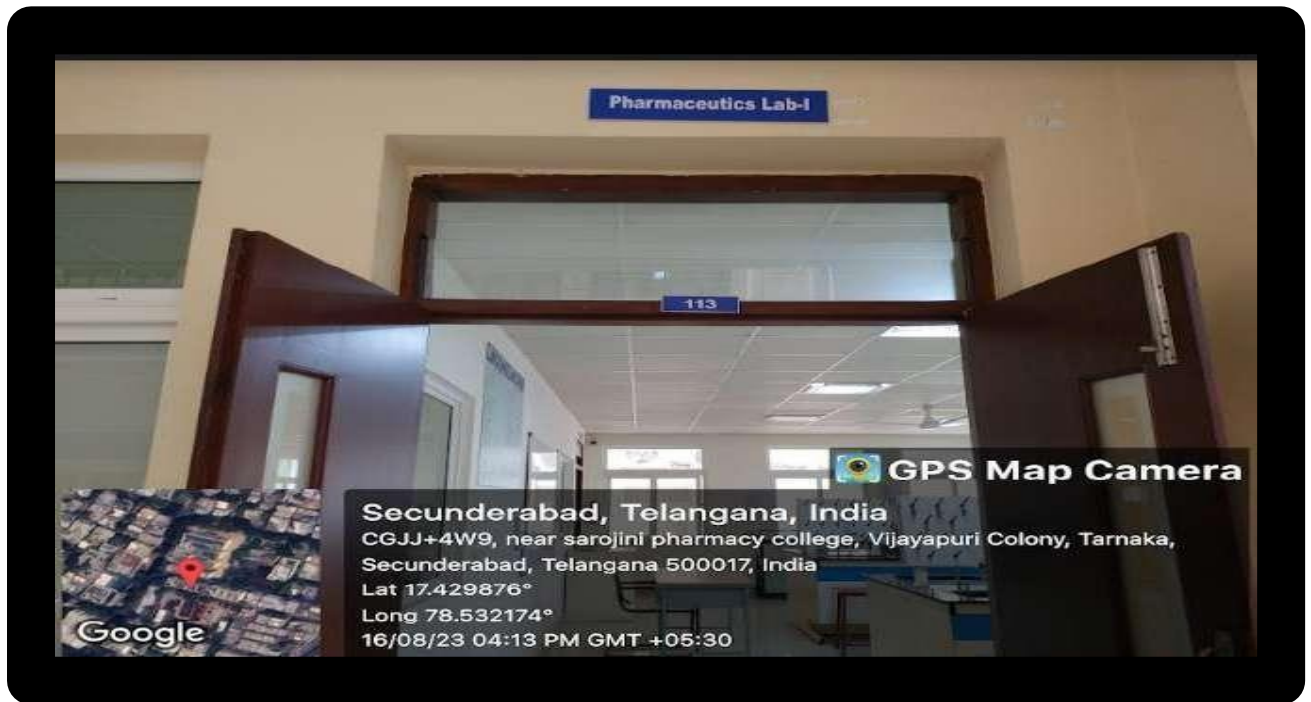 Pharmaceutics Lab-I
113
GPS Map Camera
Secunderabad, Telangana, India
CGJJ+4W9, near sarojini pharmacy college, Vijayapuri Colony, Tarnaka,
Secunderabad, Telangana 500017, India
Lat 17.429876°
Long 78.532174°
16/08/23 04:13 PM GMT +05:30
Google